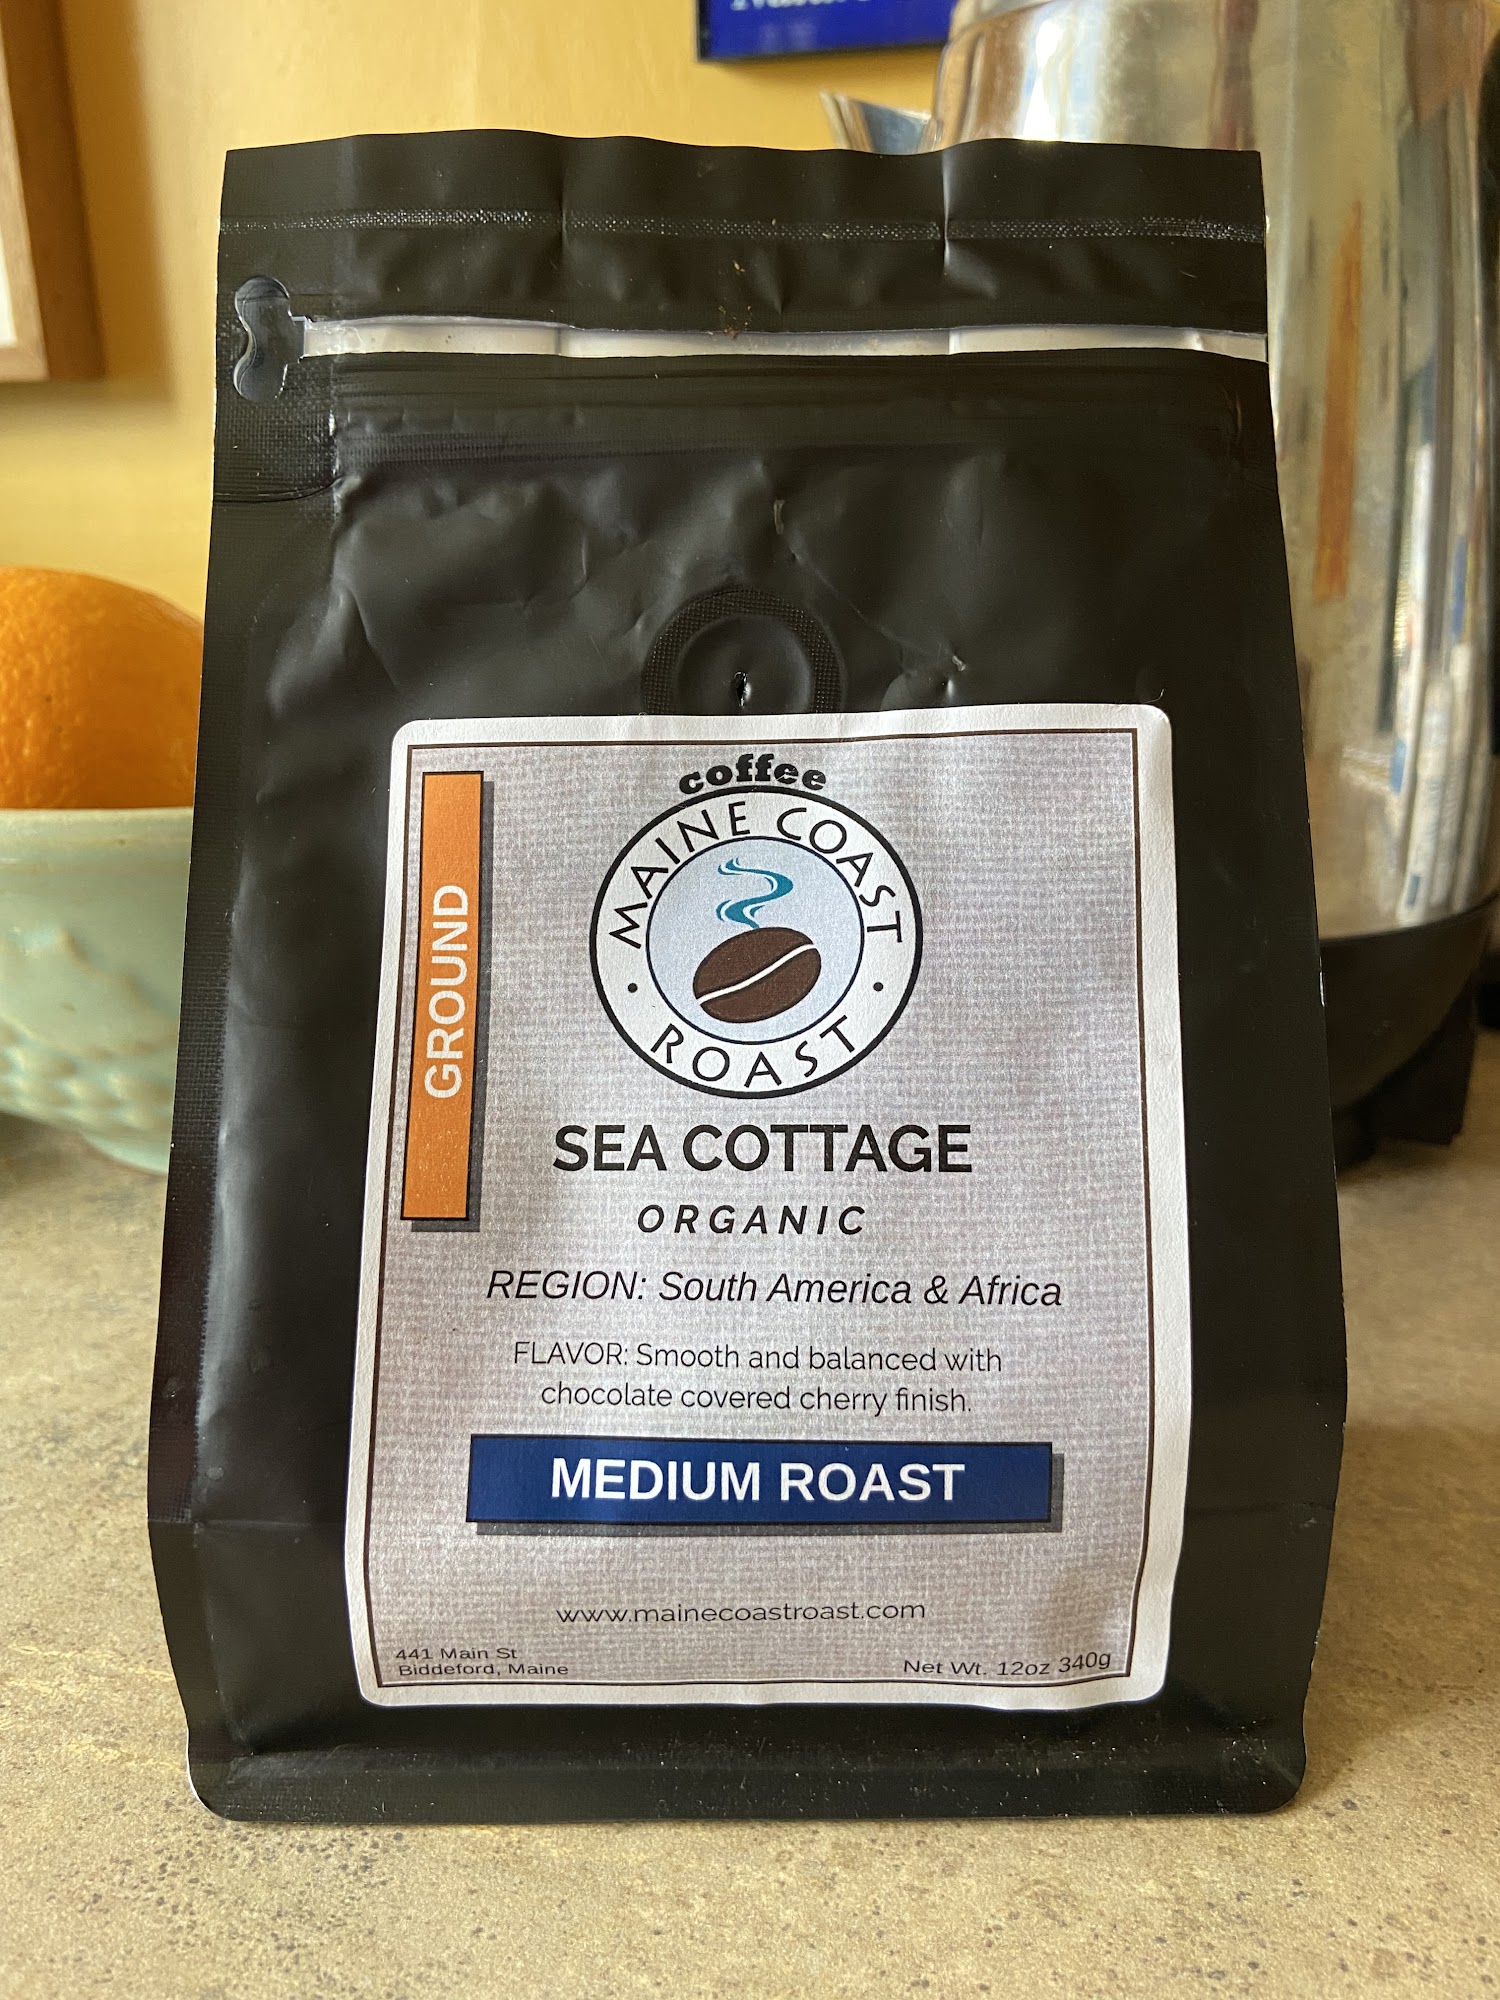 coffee
MAINE COAST
ROAST
GROUND
SEA COTTAGE
ORGANIC
REGION: South America & Africa
FLAVOR: Smooth and balanced with
chocolate covered cherry finish.
MEDIUM ROAST
www.mainecoastroast.com
441 Main St
Biddeford, Maine
Net Wt. 12oz 340g